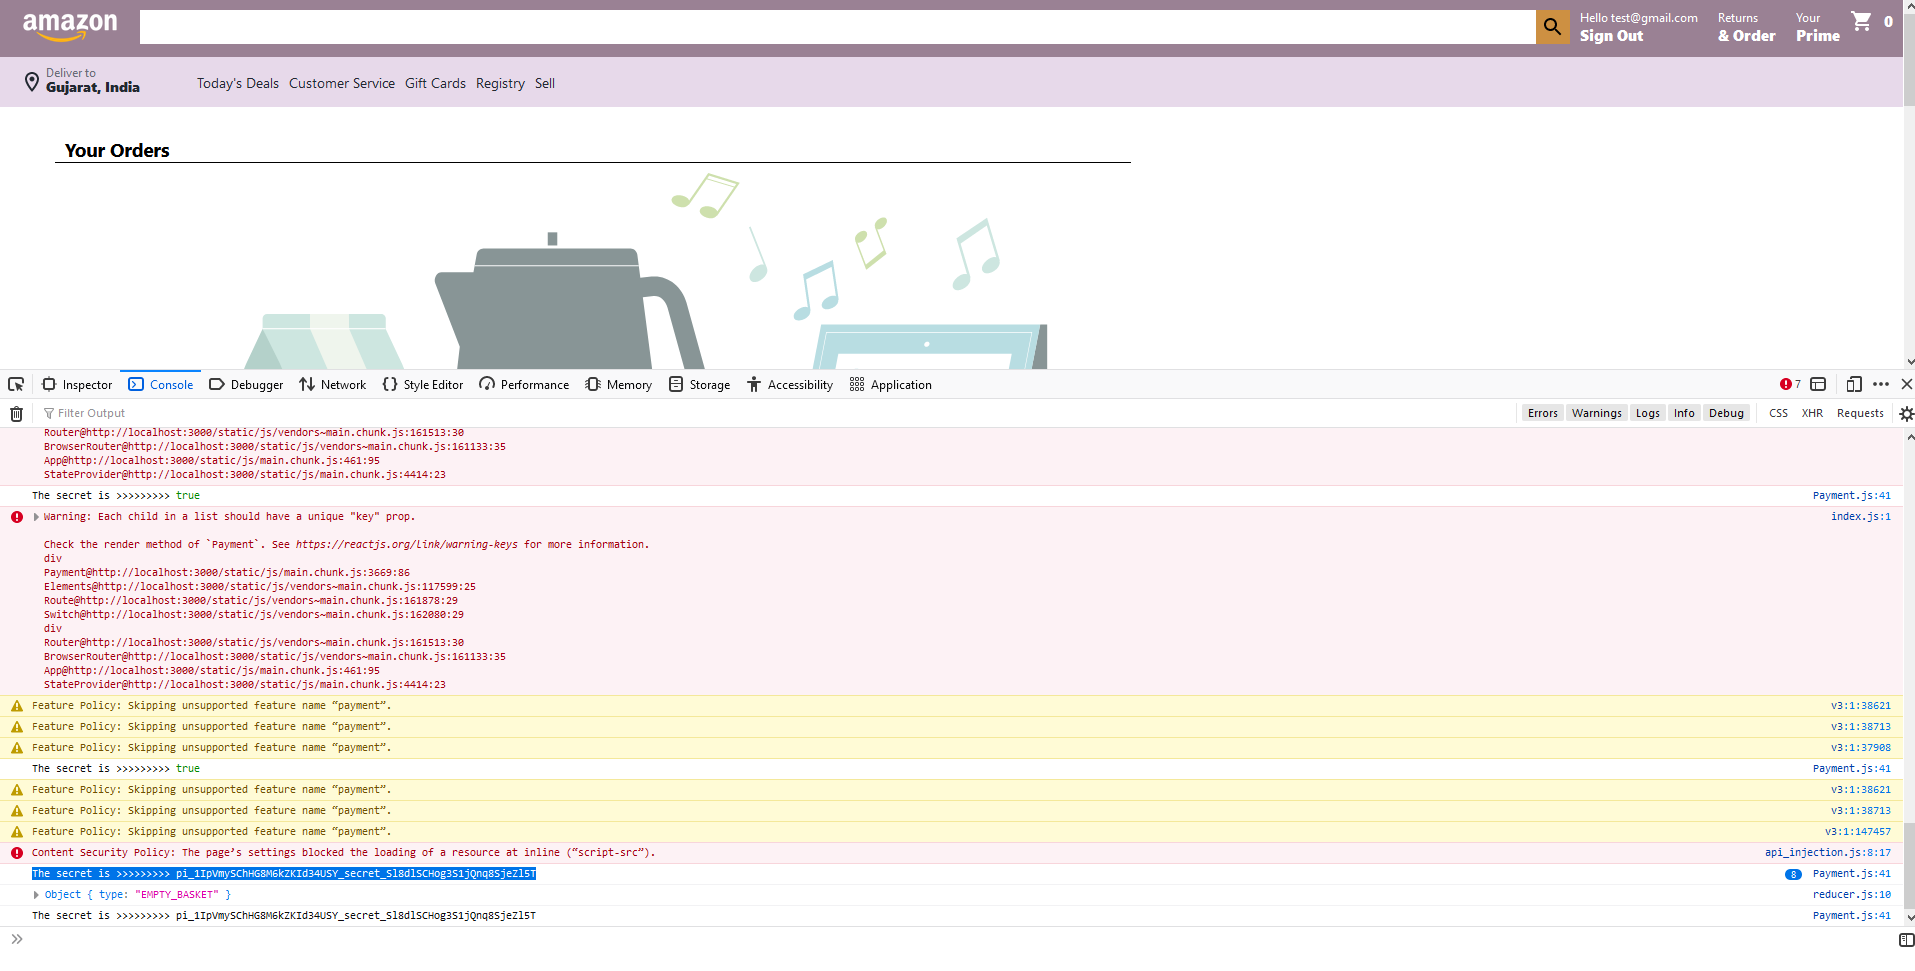 amazon
Hello test@gmail.com
Sign Out
Returns
& Order
Your
Prime
0
Deliver to
Gujarat, India
Today's Deals Customer Service Gift Cards Registry Sell
Your Orders
Inspector Console Debugger Network Style Editor Performance Memory Storage Accessibility Application 7
Filter Output Errors Warnings Logs Info Debug CSS XHR Requests
Router@http://localhost:3000/static/js/vendors~main.chunk.js:161513:30
BrowserRouter@http://localhost:3000/static/js/vendors~main.chunk.js:161133:35
App@http://localhost:3000/static/js/main.chunk.js:461:95
StateProvider@http://localhost:3000/static/js/main.chunk.js:4414:23
The secret is >>>>>>>>> true Payment.js:41
Warning: Each child in a list should have a unique "key" prop. index.js:1
Check the render method of `Payment`. See https://reactjs.org/link/warning-keys for more information.
div
Payment@http://localhost:3000/static/js/main.chunk.js:3669:86
Elements@http://localhost:3000/static/js/vendors~main.chunk.js:117599:25
Route@http://localhost:3000/static/js/vendors~main.chunk.js:161878:29
Switch@http://localhost:3000/static/js/vendors~main.chunk.js:162080:29
div
Router@http://localhost:3000/static/js/vendors~main.chunk.js:161513:30
BrowserRouter@http://localhost:3000/static/js/vendors~main.chunk.js:161133:35
App@http://localhost:3000/static/js/main.chunk.js:461:95
StateProvider@http://localhost:3000/static/js/main.chunk.js:4414:23
Feature Policy: Skipping unsupported feature name “payment”. v3:1:38621
Feature Policy: Skipping unsupported feature name “payment”. v3:1:38713
Feature Policy: Skipping unsupported feature name “payment”. v3:1:37908
The secret is >>>>>>>>> true Payment.js:41
Feature Policy: Skipping unsupported feature name “payment”. v3:1:38621
Feature Policy: Skipping unsupported feature name “payment”. v3:1:38713
Feature Policy: Skipping unsupported feature name “payment”. v3:1:147457
Content Security Policy: The page’s settings blocked the loading of a resource at inline (“script-src”). api_injection.js:8:17
The secret is >>>>>>>>> pi_1IpVmySChHG8M6kZKId34USY_secret_Sl8dlSCHog3S1jQnq8SjeZl5T 8 Payment.js:41
Object { type: "EMPTY_BASKET" } reducer.js:10
The secret is >>>>>>>>> pi_1IpVmySChHG8M6kZKId34USY_secret_Sl8dlSCHog3S1jQnq8SjeZl5T Payment.js:41